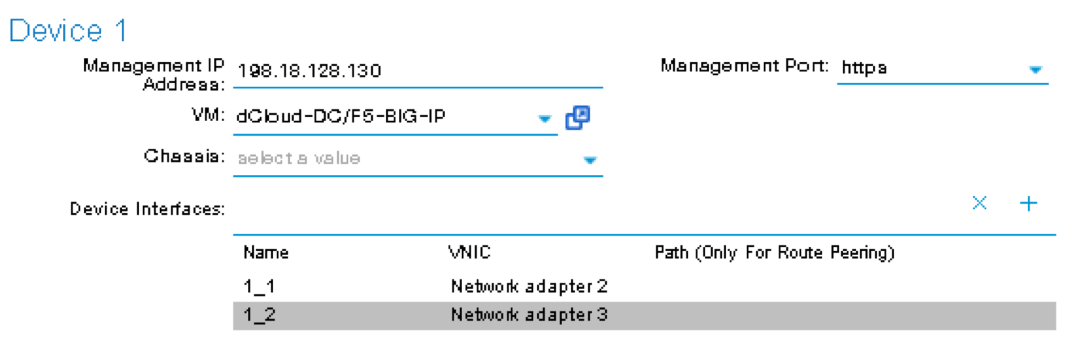 Device 1
Management IP Address: 198.18.128.130
Management Port: https
VM: dCloud-DC/F5-BIG-IP
Chassis: select a value
Device Interfaces:
Name VNIC Path (Only For Route Peering)
1_1 Network adapter 2
1_2 Network adapter 3